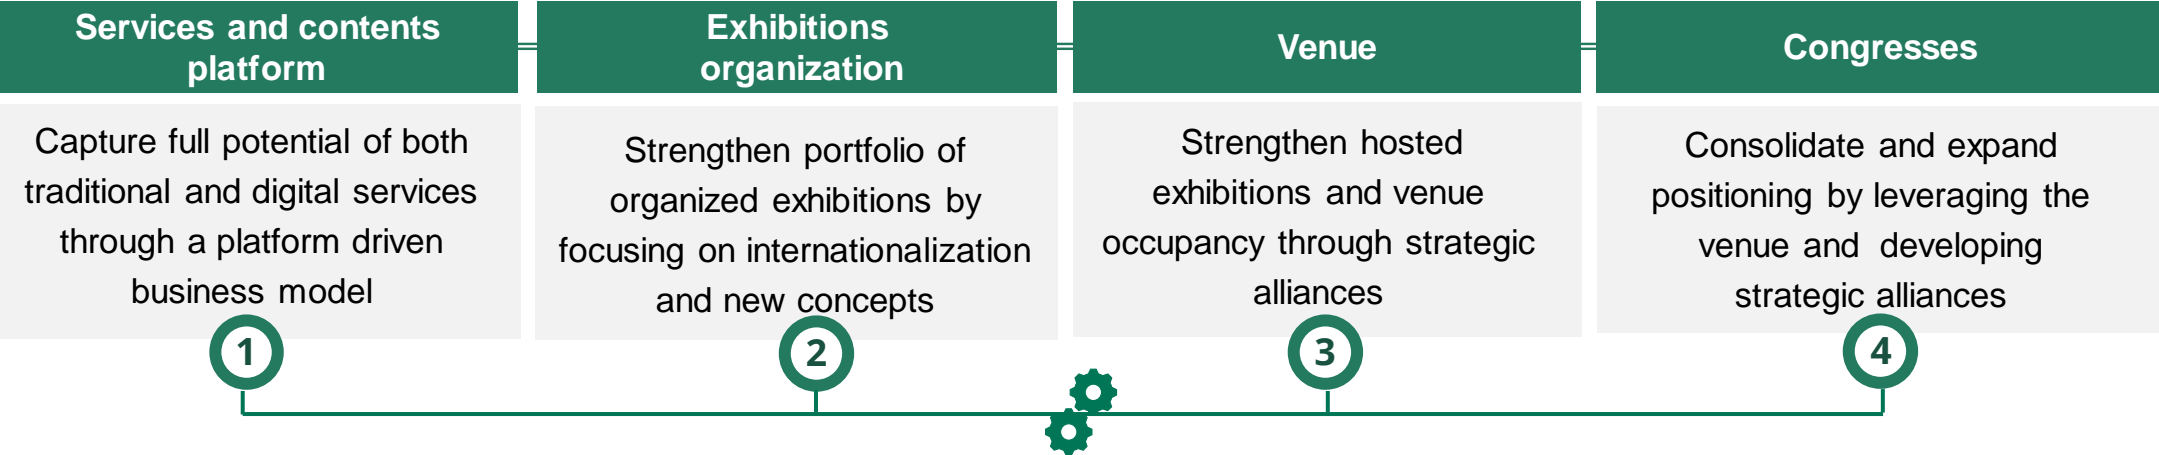 Services and contents
platform
Exhibitions
organization
Venue
Congresses
Capture full potential of both
traditional and digital services
through a platform driven
business model
Strengthen portfolio of
organized exhibitions by
focusing on internationalization
and new concepts
Strengthen hosted
exhibitions and venue
occupancy through strategic
alliances
Consolidate and expand
positioning by leveraging the
venue and developing
strategic alliances
1
2
3
4